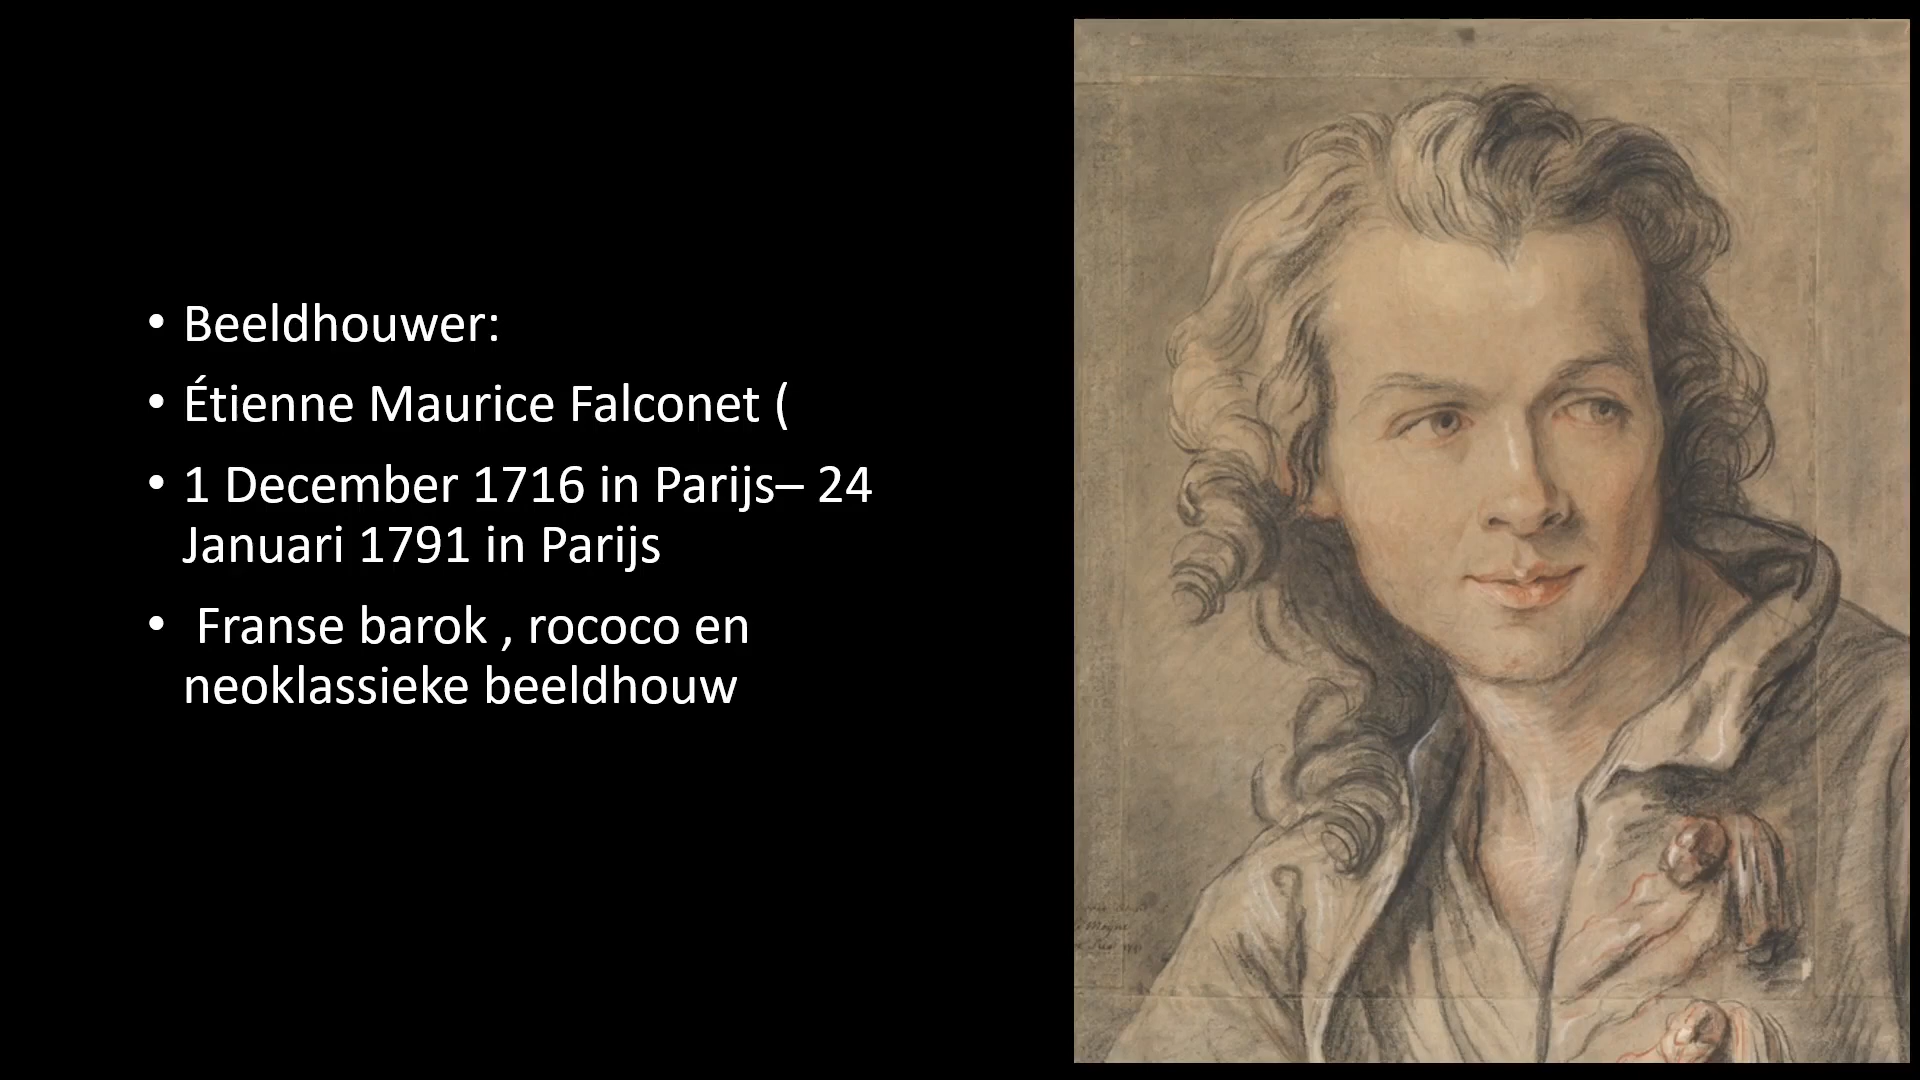 • Beeldhouwer:
• Étienne Maurice Falconet (
• 1 December 1716 in Parijs– 24
Januari 1791 in Parijs
• Franse barok , rococo en
neoklassieke beeldhouw